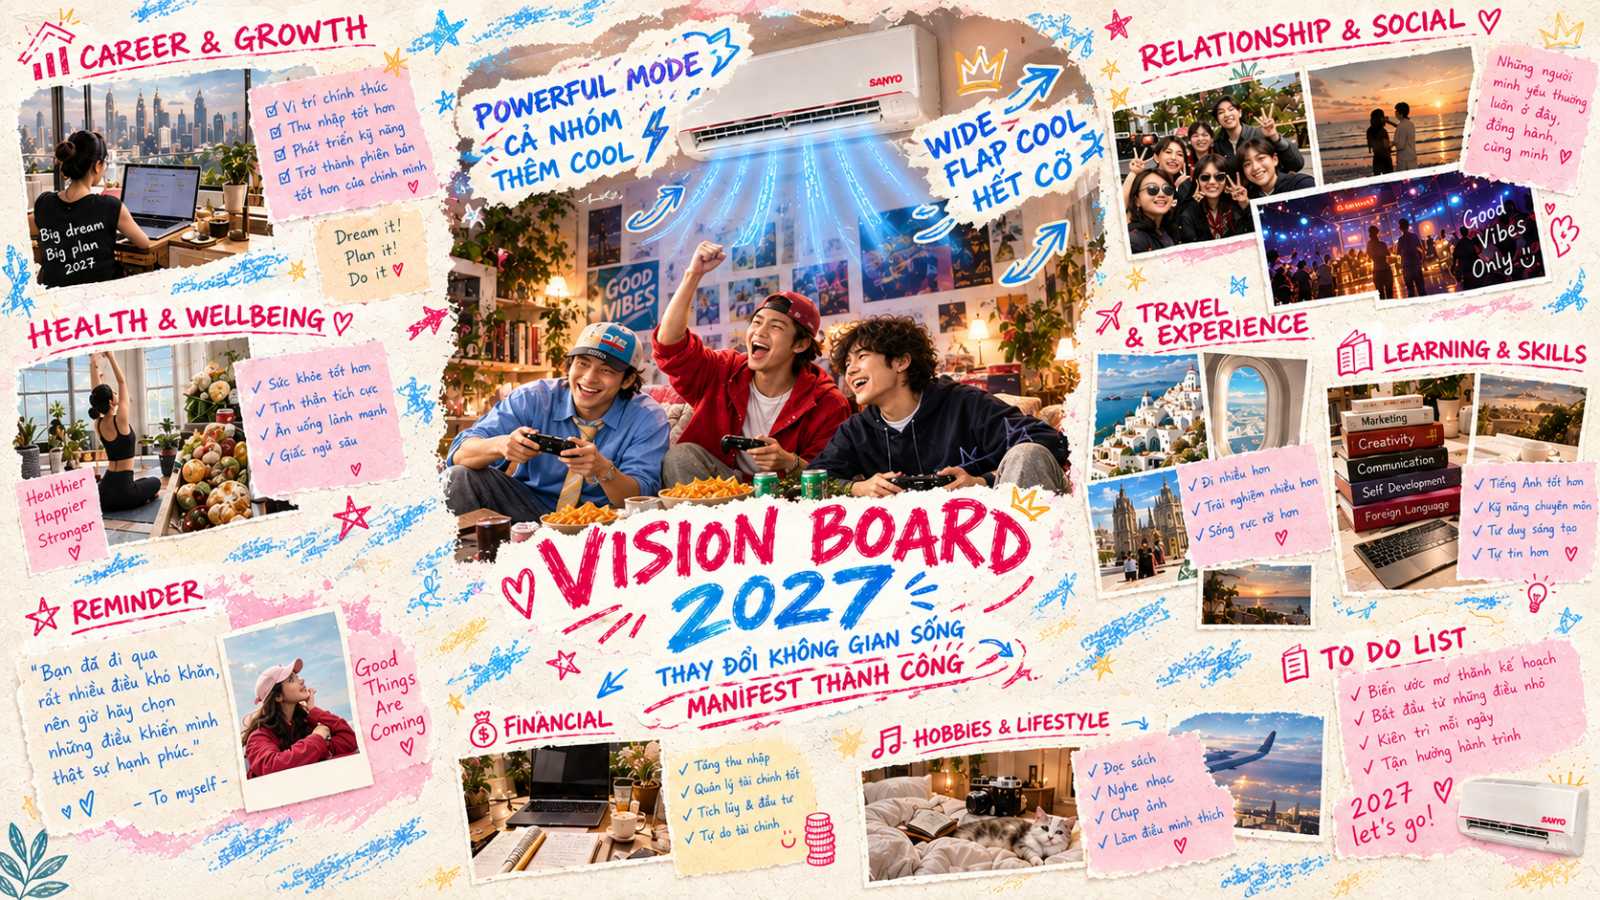 CAREER & GROWTH
Vị trí chính thức
Thu nhập tốt hơn
Phát triển kỹ năng
Trở thành phiên bản
tốt hơn của chính mình
Big dream
Big plan
2027
Dream it!
Plan it!
Do it
HEALTH & WELLBEING
Sức khỏe tốt hơn
Tinh thần tích cực
Ăn uống lành mạnh
Giấc ngủ sâu
Healthier
Happier
Stronger
REMINDER
"Bạn đã đi qua
rất nhiều điều khó khăn,
nên giờ hãy chọn
những điều khiến mình
thật sự hạnh phúc."
- To myself -
Good
Things
Are
Coming
POWERFUL MODE
CẢ NHÓM
THÊM COOL
SANYO
WIDE
FLAP COOL
HẾT CỠ
GOOD
VIBES
VISION BOARD
2027
THAY ĐỔI KHÔNG GIAN SỐNG
MANIFEST THÀNH CÔNG
FINANCIAL
Tăng thu nhập
Quản lý tài chính tốt
Tích lũy & đầu tư
Tự do tài chính
HOBBIES & LIFESTYLE
Đọc sách
Nghe nhạc
Chụp ảnh
Làm điều mình thích
RELATIONSHIP & SOCIAL
Những người
mình yêu thương
luôn ở đây,
đồng hành,
cùng mình
Good
Vibes
Only
TRAVEL
& EXPERIENCE
Đi nhiều hơn
Trải nghiệm nhiều hơn
Sống rực rỡ hơn
LEARNING & SKILLS
Marketing
Creativity
Communication
Self Development
Foreign Language
Tiếng Anh tốt hơn
Kỹ năng chuyên môn
Tư duy sáng tạo
Tự tin hơn
TO DO LIST
Biến ước mơ thành kế hoạch
Bắt đầu từ những điều nhỏ
Kiên trì mỗi ngày
Tận hưởng hành trình
2027
let's go!
SANYO